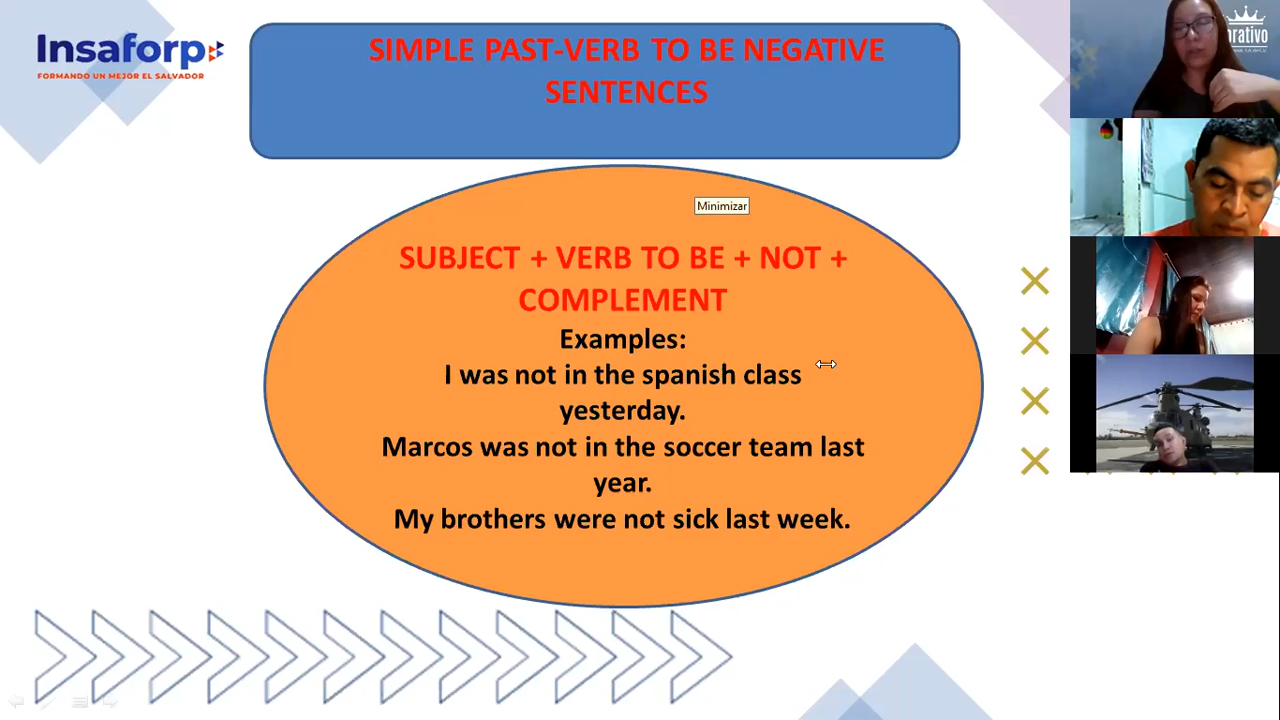 Insaforp
FORMANDO UN MEJOR EL SALVADOR
SIMPLE PAST-VERB TO BE NEGATIVE
SENTENCES
Minimizar
SUBJECT + VERB TO BE + NOT +
COMPLEMENT
Examples:
I was not in the spanish class
yesterday.
Marcos was not in the soccer team last
year.
My brothers were not sick last week.